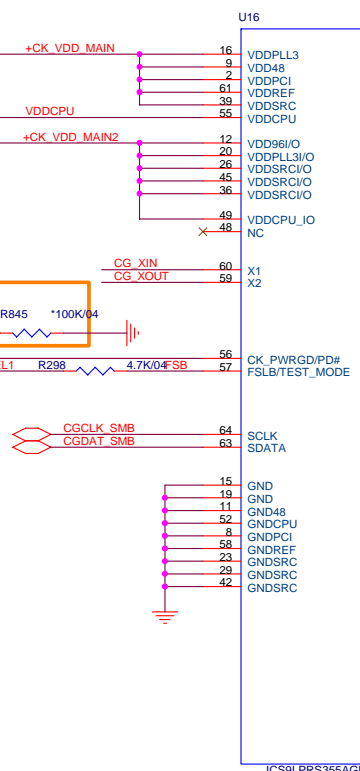 U16
+CK_VDD_MAIN 16 VDDPLL3
9 VDD48
2 VDDPCI
61 VDDREF
39 VDDSRC
VDDCPU 55 VDDCPU
+CK_VDD_MAIN2 12 VDD96I/O
20 VDDPLL3I/O
26 VDDSRCI/O
45 VDDSRCI/O
36 VDDSRCI/O
49 VDDCPU_IO
48 NC
CG_XIN 60 X1
CG_XOUT 59 X2
R845 *100K/04
56 CK_PWRGD/PD#
EL1 R298 4.7K/04 FSB 57 FSLB/TEST_MODE
CGCLK_SMB 64 SCLK
CGDAT_SMB 63 SDATA
15 GND
19 GND
11 GND48
52 GNDCPU
8 GNDPCI
58 GNDREF
23 GNDSRC
29 GNDSRC
42 GNDSRC